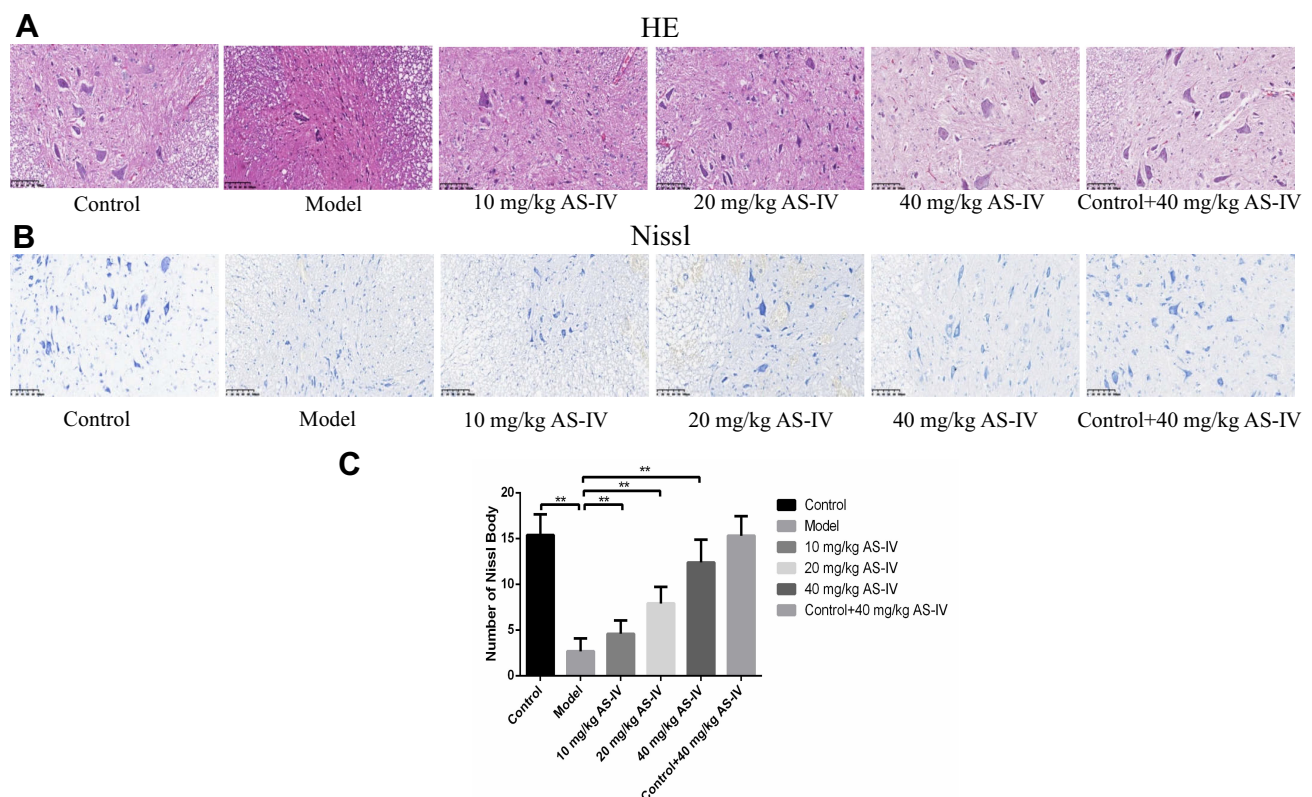 A
HE
Control
Model
10 mg/kg AS-IV
20 mg/kg AS-IV
40 mg/kg AS-IV
Control+40 mg/kg AS-IV
B
Nissl
Control
Model
10 mg/kg AS-IV
20 mg/kg AS-IV
40 mg/kg AS-IV
Control+40 mg/kg AS-IV
C
**
**
**
**
Number of Nissl Body
20
15
10
5
0
Control
Model
10 mg/kg AS-IV
20 mg/kg AS-IV
40 mg/kg AS-IV
Control+40 mg/kg AS-IV
Control
Model
10 mg/kg AS-IV
20 mg/kg AS-IV
40 mg/kg AS-IV
Control+40 mg/kg AS-IV